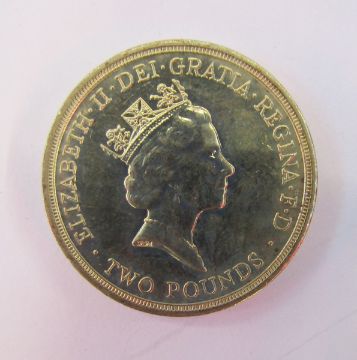 ELIZABETH·II·DEI·GRATIA·REGINA·F·D·
TWO POUNDS